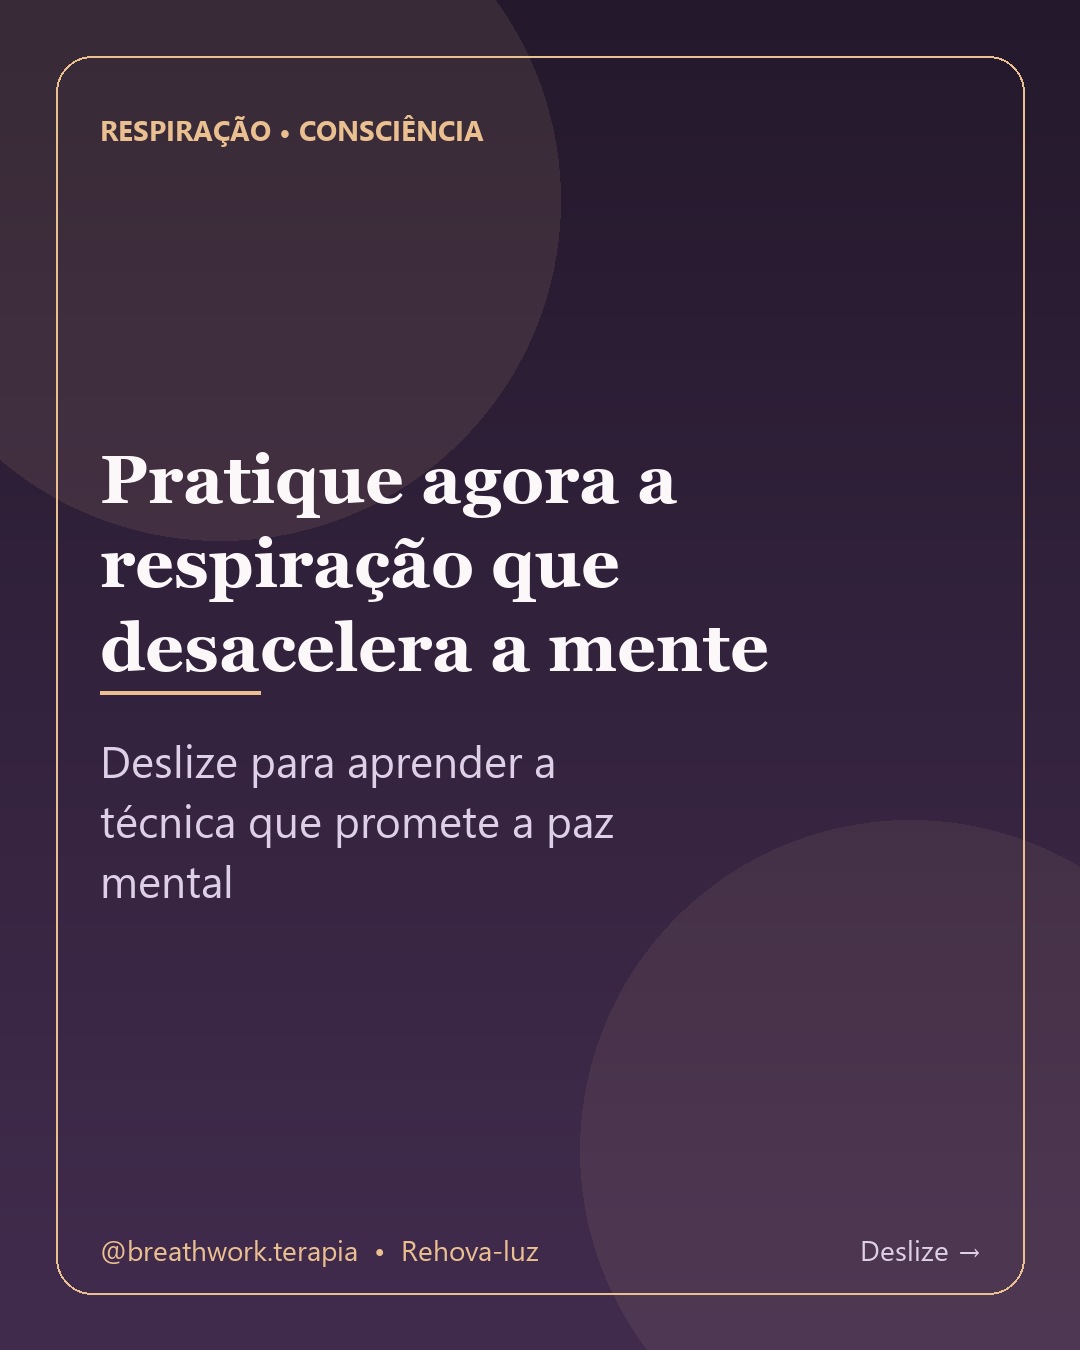 RESPIRAÇÃO • CONSCIÊNCIA
Pratique agora a
respiração que
desacelera a mente
Deslize para aprender a
técnica que promete a paz
mental
@breathwork.terapia • Rehova-luz
Deslize →